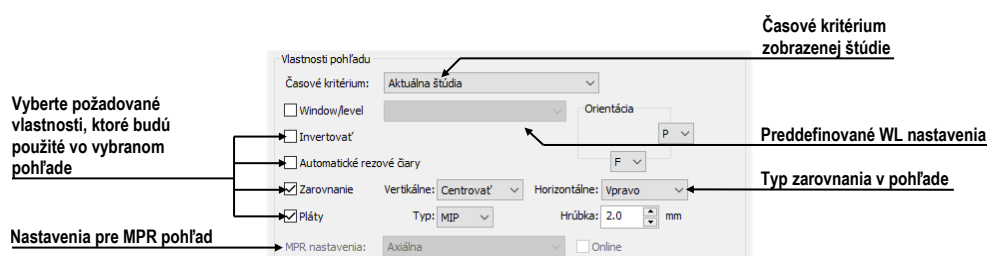 Časové kritérium
zobrazenej štúdie
Vlastnosti pohľadu
Časové kritérium: Aktuálna štúdia
Vyberte požadované
vlastnosti, ktoré budú
použité vo vybranom
pohľade
Window/level
Orientácia
Invertovať
P
Preddefinované WL nastavenia
Automatické rezové čiary
F
Zarovnanie Vertikálne: Centrovať Horizontálne: Vpravo
Typ zarovnania v pohľade
Pláty Typ: MIP Hrúbka: 2.0 mm
Nastavenia pre MPR pohľad
MPR nastavenia: Axiálna Online